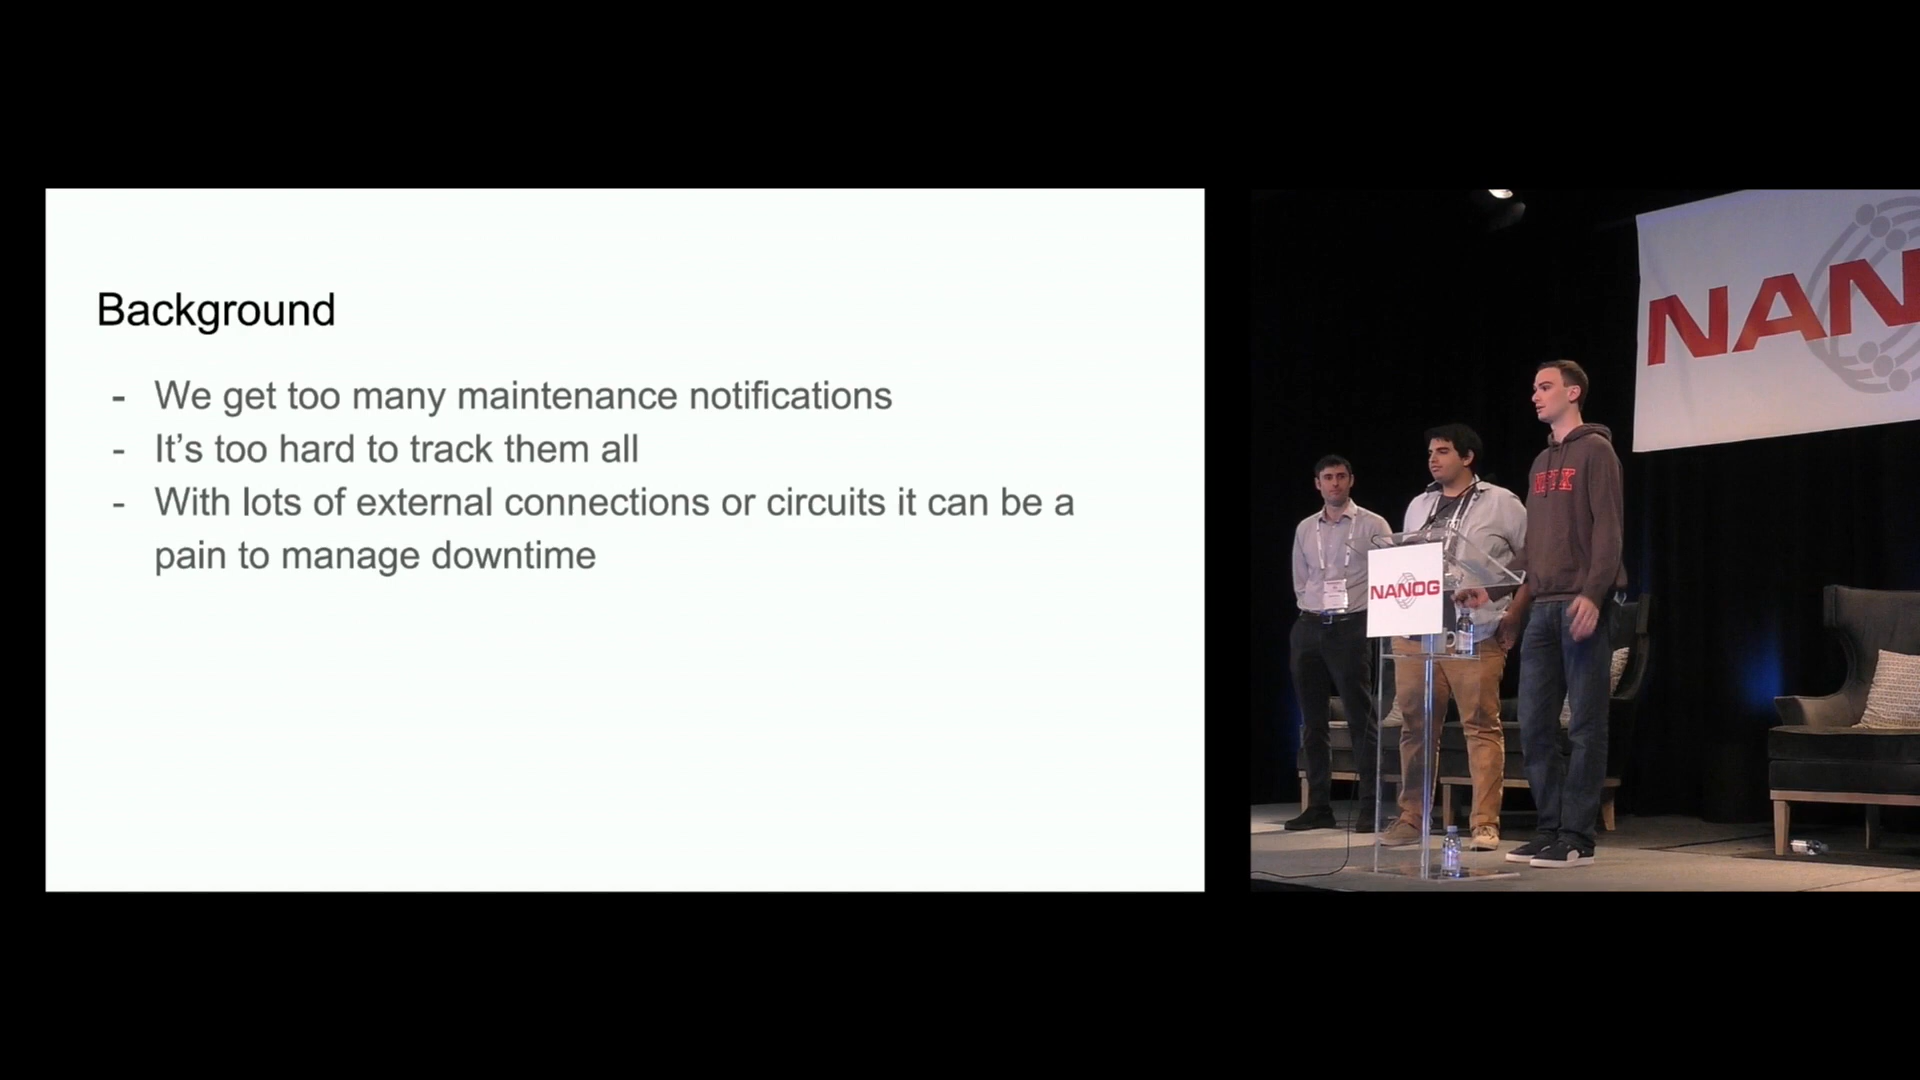 Background
- We get too many maintenance notifications
- It’s too hard to track them all
- With lots of external connections or circuits it can be a
pain to manage downtime
NAN
NANOG